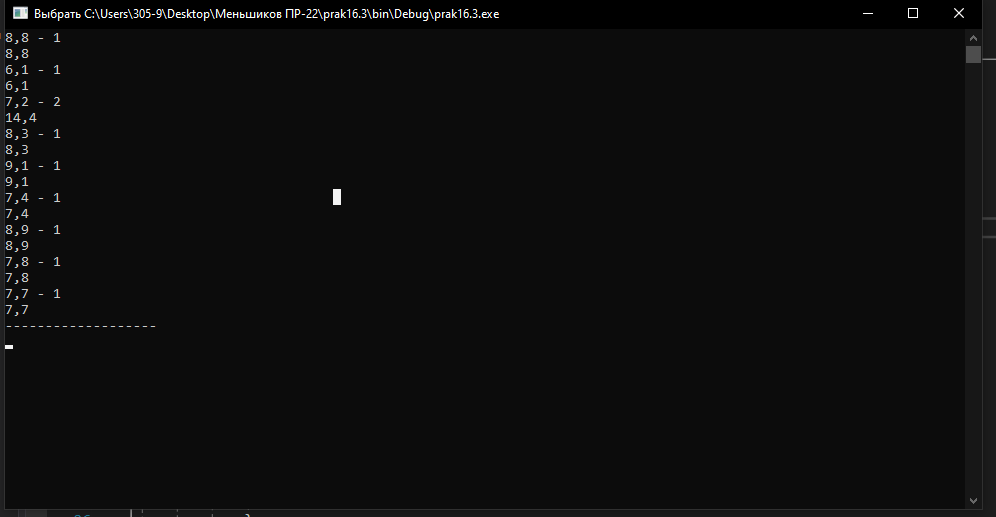 Выбрать C:\Users\305-9\Desktop\Меньшиков ПР-22\prak16.3\bin\Debug\prak16.3.exe
8,8 - 1
8,8
6,1 - 1
6,1
7,2 - 2
14,4
8,3 - 1
8,3
9,1 - 1
9,1
7,4 - 1
7,4
8,9 - 1
8,9
7,8 - 1
7,8
7,7 - 1
7,7
-------------------